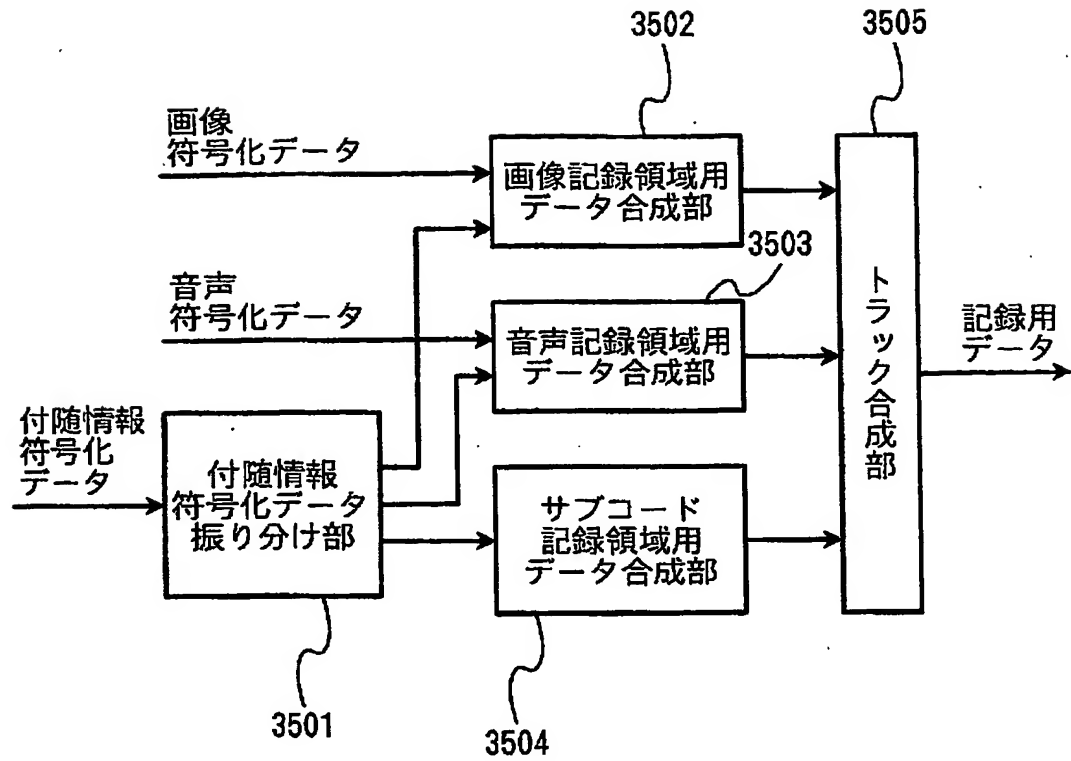 3502
3505
画像
符号化データ
画像記録領域用
データ合成部
3503
音声
符号化データ
音声記録領域用
データ合成部
トラック合成部
記録用
データ
付随情報
符号化
データ
付随情報
符号化データ
振り分け部
サブコード
記録領域用
データ合成部
3501
3504